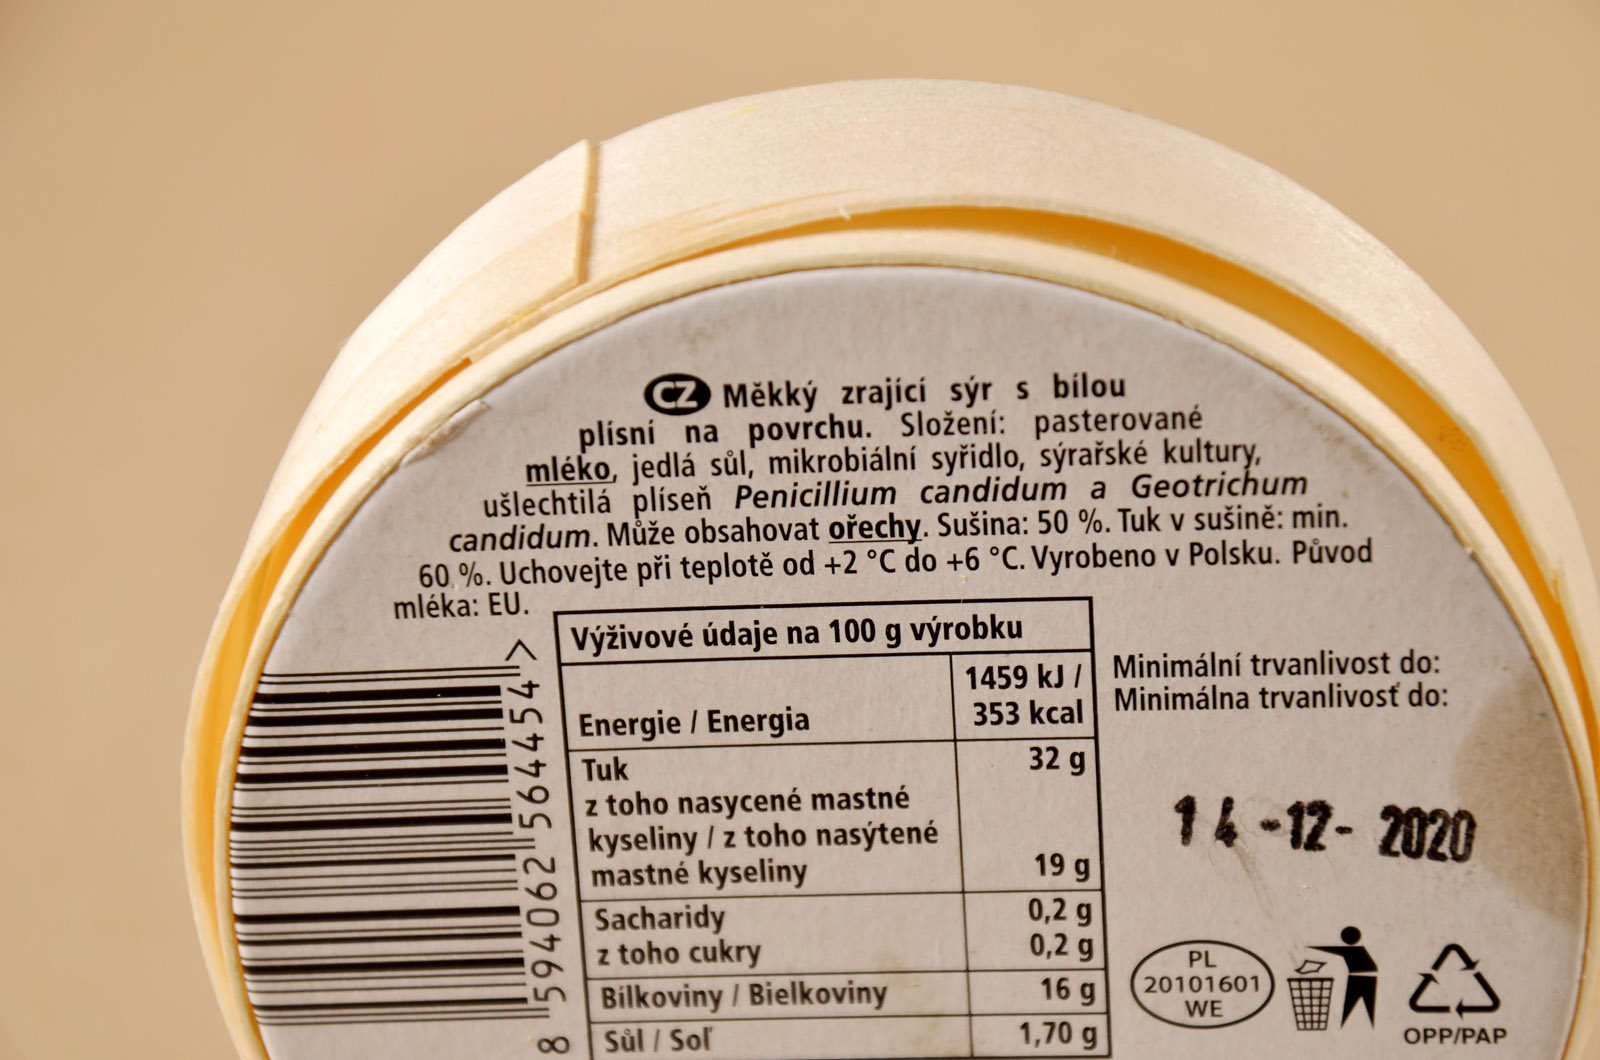 CZ Měkký zrající sýr s bílou
plísní na povrchu. Složení: pasterované
mléko, jedlá sůl, mikrobiální syřidlo, sýrařské kultury,
ušlechtilá plíseň Penicillium candidum a Geotrichum
candidum. Může obsahovat ořechy. Sušina: 50 %. Tuk v sušině: min.
60 %. Uchovejte při teplotě od +2 °C do +6 °C. Vyrobeno v Polsku. Původ
mléka: EU.
Výživové údaje na 100 g výrobku
Energie / Energia 1459 kJ /
353 kcal
Tuk 32 g
z toho nasycené mastné
kyseliny / z toho nasýtené
mastné kyseliny 19 g
Sacharidy 0,2 g
z toho cukry 0,2 g
Bílkoviny / Bielkoviny 16 g
Sůl / Soľ 1,70 g
8 594062 564454 >
Minimální trvanlivost do:
Minimálna trvanlivosť do:
14-12-2020
PL
20101601
WE
OPP/PAP